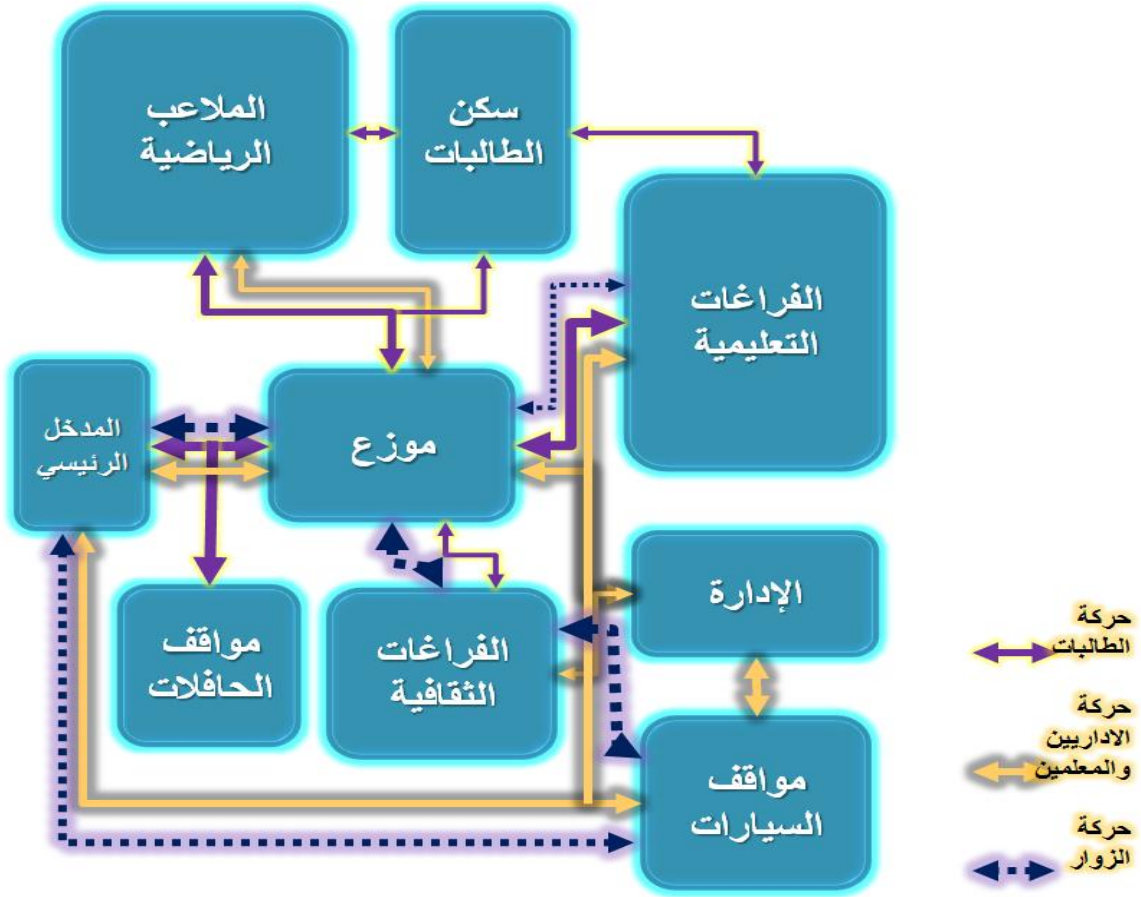 الملاعب
الرياضية
سكن
الطالبات
الفراغات
التعليمية
المدخل
الرئيسي
موزع
الإدارة
مواقف
الحافلات
الفراغات
الثقافية
مواقف
السيارات
حركة
الطالبات
حركة
الاداريين
والمعلمين
حركة
الزوار